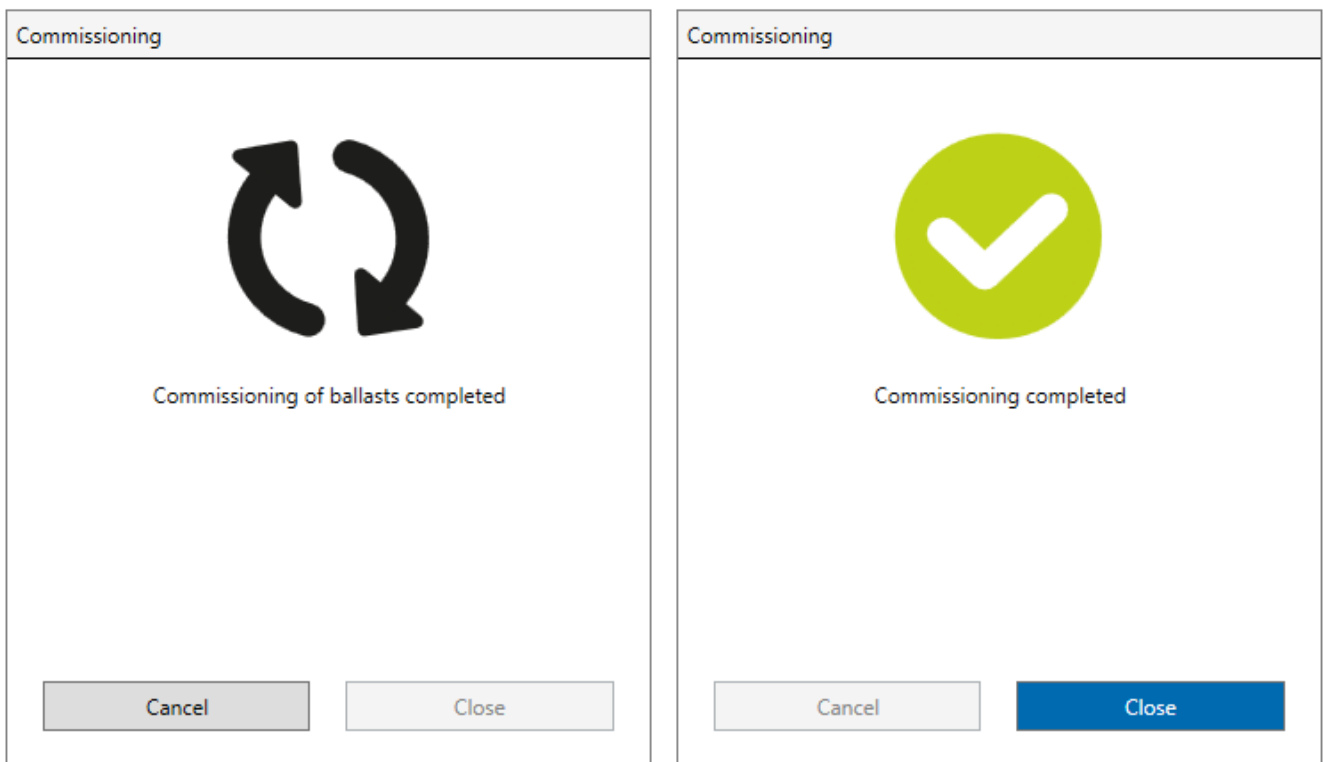 Commissioning
Commissioning of ballasts completed
Cancel
Close
Commissioning
Commissioning completed
Cancel
Close